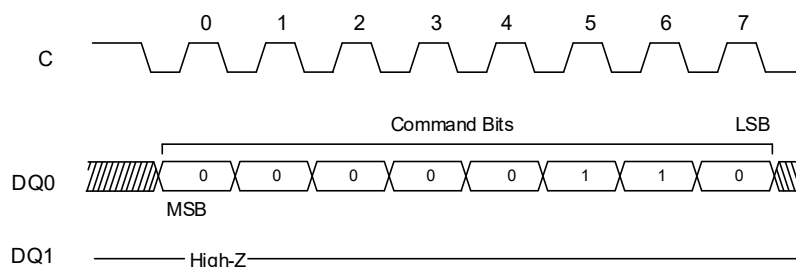 0 1 2 3 4 5 6 7
C
Command Bits LSB
DQ0 0 0 0 0 0 1 1 0
MSB
DQ1 High-Z